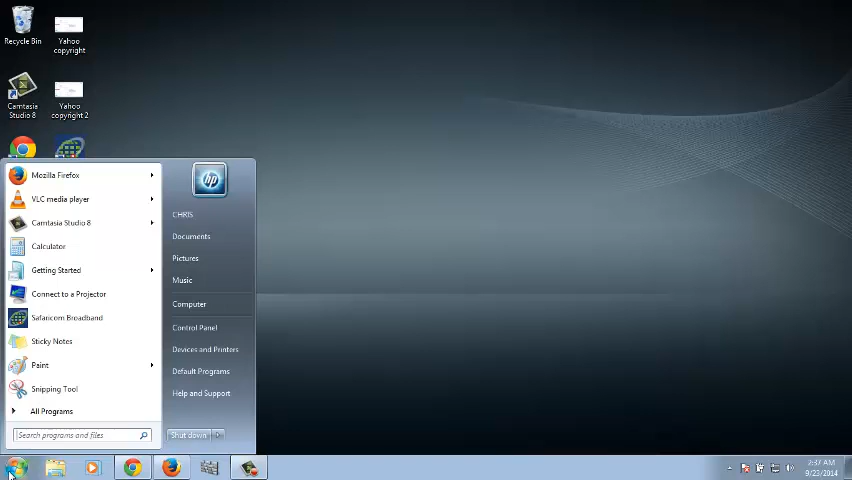 Recycle Bin
Yahoo
copyright
Camtasia
Studio 8
Yahoo
copyright 2
Mozilla Firefox
VLC media player
Camtasia Studio 8
Calculator
Getting Started
Connect to a Projector
Safaricom Broadband
Sticky Notes
Paint
Snipping Tool
All Programs
Search programs and files
hp
CHRIS
Documents
Pictures
Music
Computer
Control Panel
Devices and Printers
Default Programs
Help and Support
Shut down
2:37 AM
9/23/2014